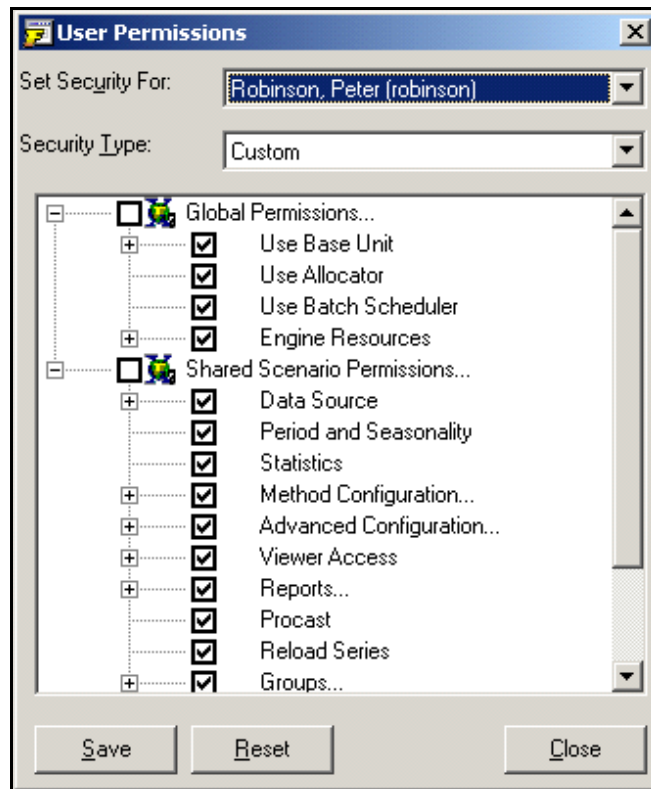 User Permissions
Set Security For: Robinson, Peter (robinson)
Security Type: Custom
Global Permissions...
Use Base Unit
Use Allocator
Use Batch Scheduler
Engine Resources
Shared Scenario Permissions...
Data Source
Period and Seasonality
Statistics
Method Configuration...
Advanced Configuration...
Viewer Access
Reports...
Procast
Reload Series
Groups...
Save Reset Close